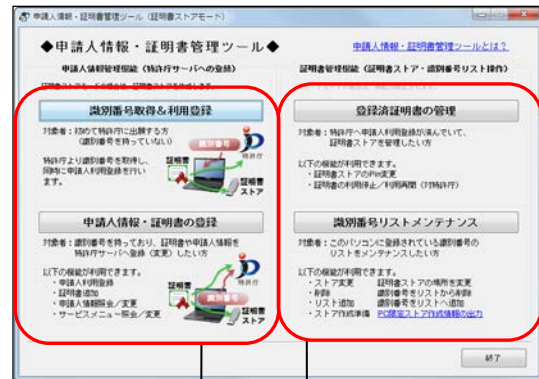 申請人情報・証明書管理ツール（証明書ストアモード）
◆申請人情報・証明書管理ツール◆
申請人情報・証明書管理ツールとは？
申請人情報管理機能（特許庁サーバへの登録）
識別番号取得&利用登録
対象者：初めて特許庁に出願する方
（識別番号を持っていない）
特許庁より識別番号を取得し、
同時に申請人利用登録を行い
ます。
識別番号
特許庁
証明書
証明書
ストア
申請人情報・証明書の登録
対象者：識別番号を持っており、証明書や申請人情報を
特許庁サーバへ登録（変更）したい方
以下の機能が利用できます。
・申請人利用登録
・証明書追加
・申請人情報照会／変更
・サービスメニュー照会／変更
証明書
識別番号
特許庁
証明書
ストア
証明書管理機能（証明書ストア・識別番号リスト操作）
登録済証明書の管理
対象者：特許庁へ申請人利用登録が済んでいて、
証明書ストアを管理したい方
以下の機能が利用できます。
・証明書ストアのPin変更
・証明書の利用停止／利用再開（対特許庁）
識別番号リストメンテナンス
対象者：このパソコンに登録されている識別番号の
リストをメンテナンスしたい方
以下の機能が利用できます。
・ストア変更 証明書ストアの場所を変更
・削除 識別番号をリストから削除
・リスト追加 識別番号をリストへ追加
・ストア作成準備 PC限定ストア作成情報の出力
終了